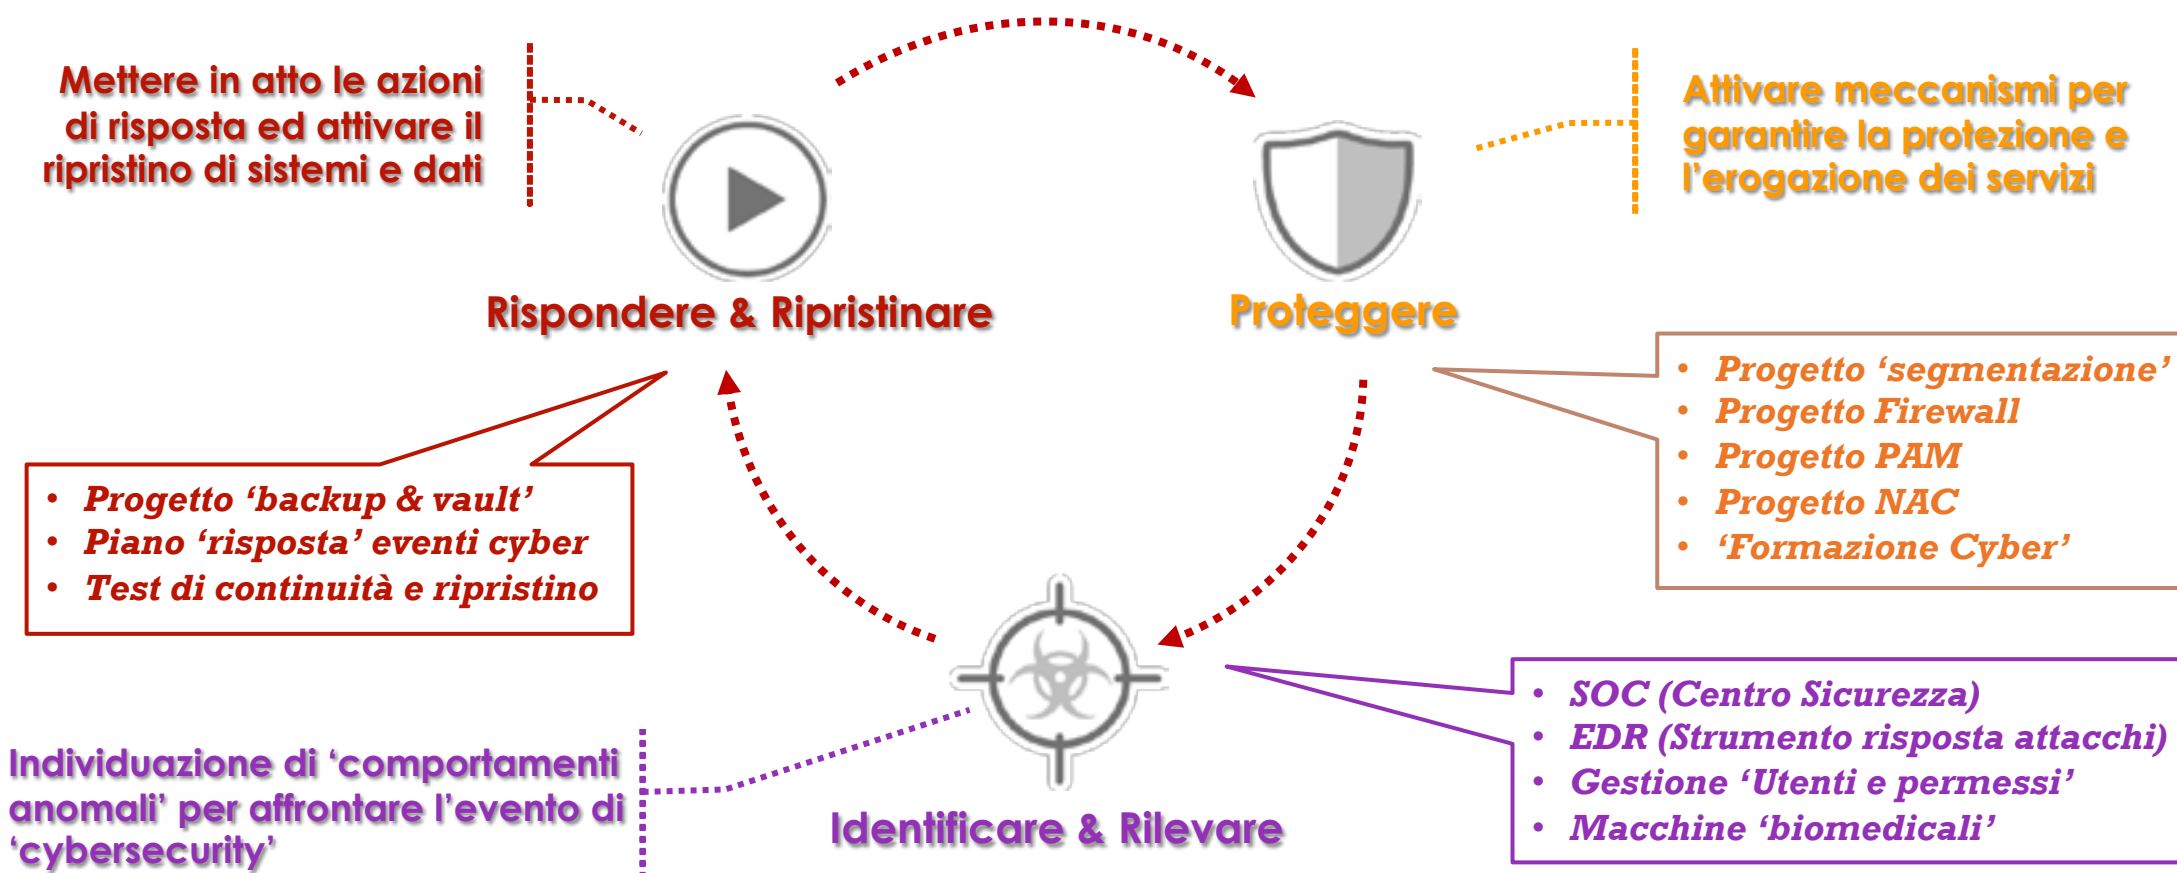 Mettere in atto le azioni
di risposta ed attivare il
ripristino di sistemi e dati
Attivare meccanismi per
garantire la protezione e
l'erogazione dei servizi
Rispondere & Ripristinare
Proteggere
• Progetto ‘segmentazione’
• Progetto Firewall
• Progetto PAM
• Progetto NAC
• ‘Formazione Cyber’
• Progetto ‘backup & vault’
• Piano ‘risposta’ eventi cyber
• Test di continuità e ripristino
• SOC (Centro Sicurezza)
• EDR (Strumento risposta attacchi)
• Gestione ‘Utenti e permessi’
• Macchine ‘biomedicali’
Individuazione di ‘comportamenti
anomali’ per affrontare l’evento di
‘cybersecurity’
Identificare & Rilevare